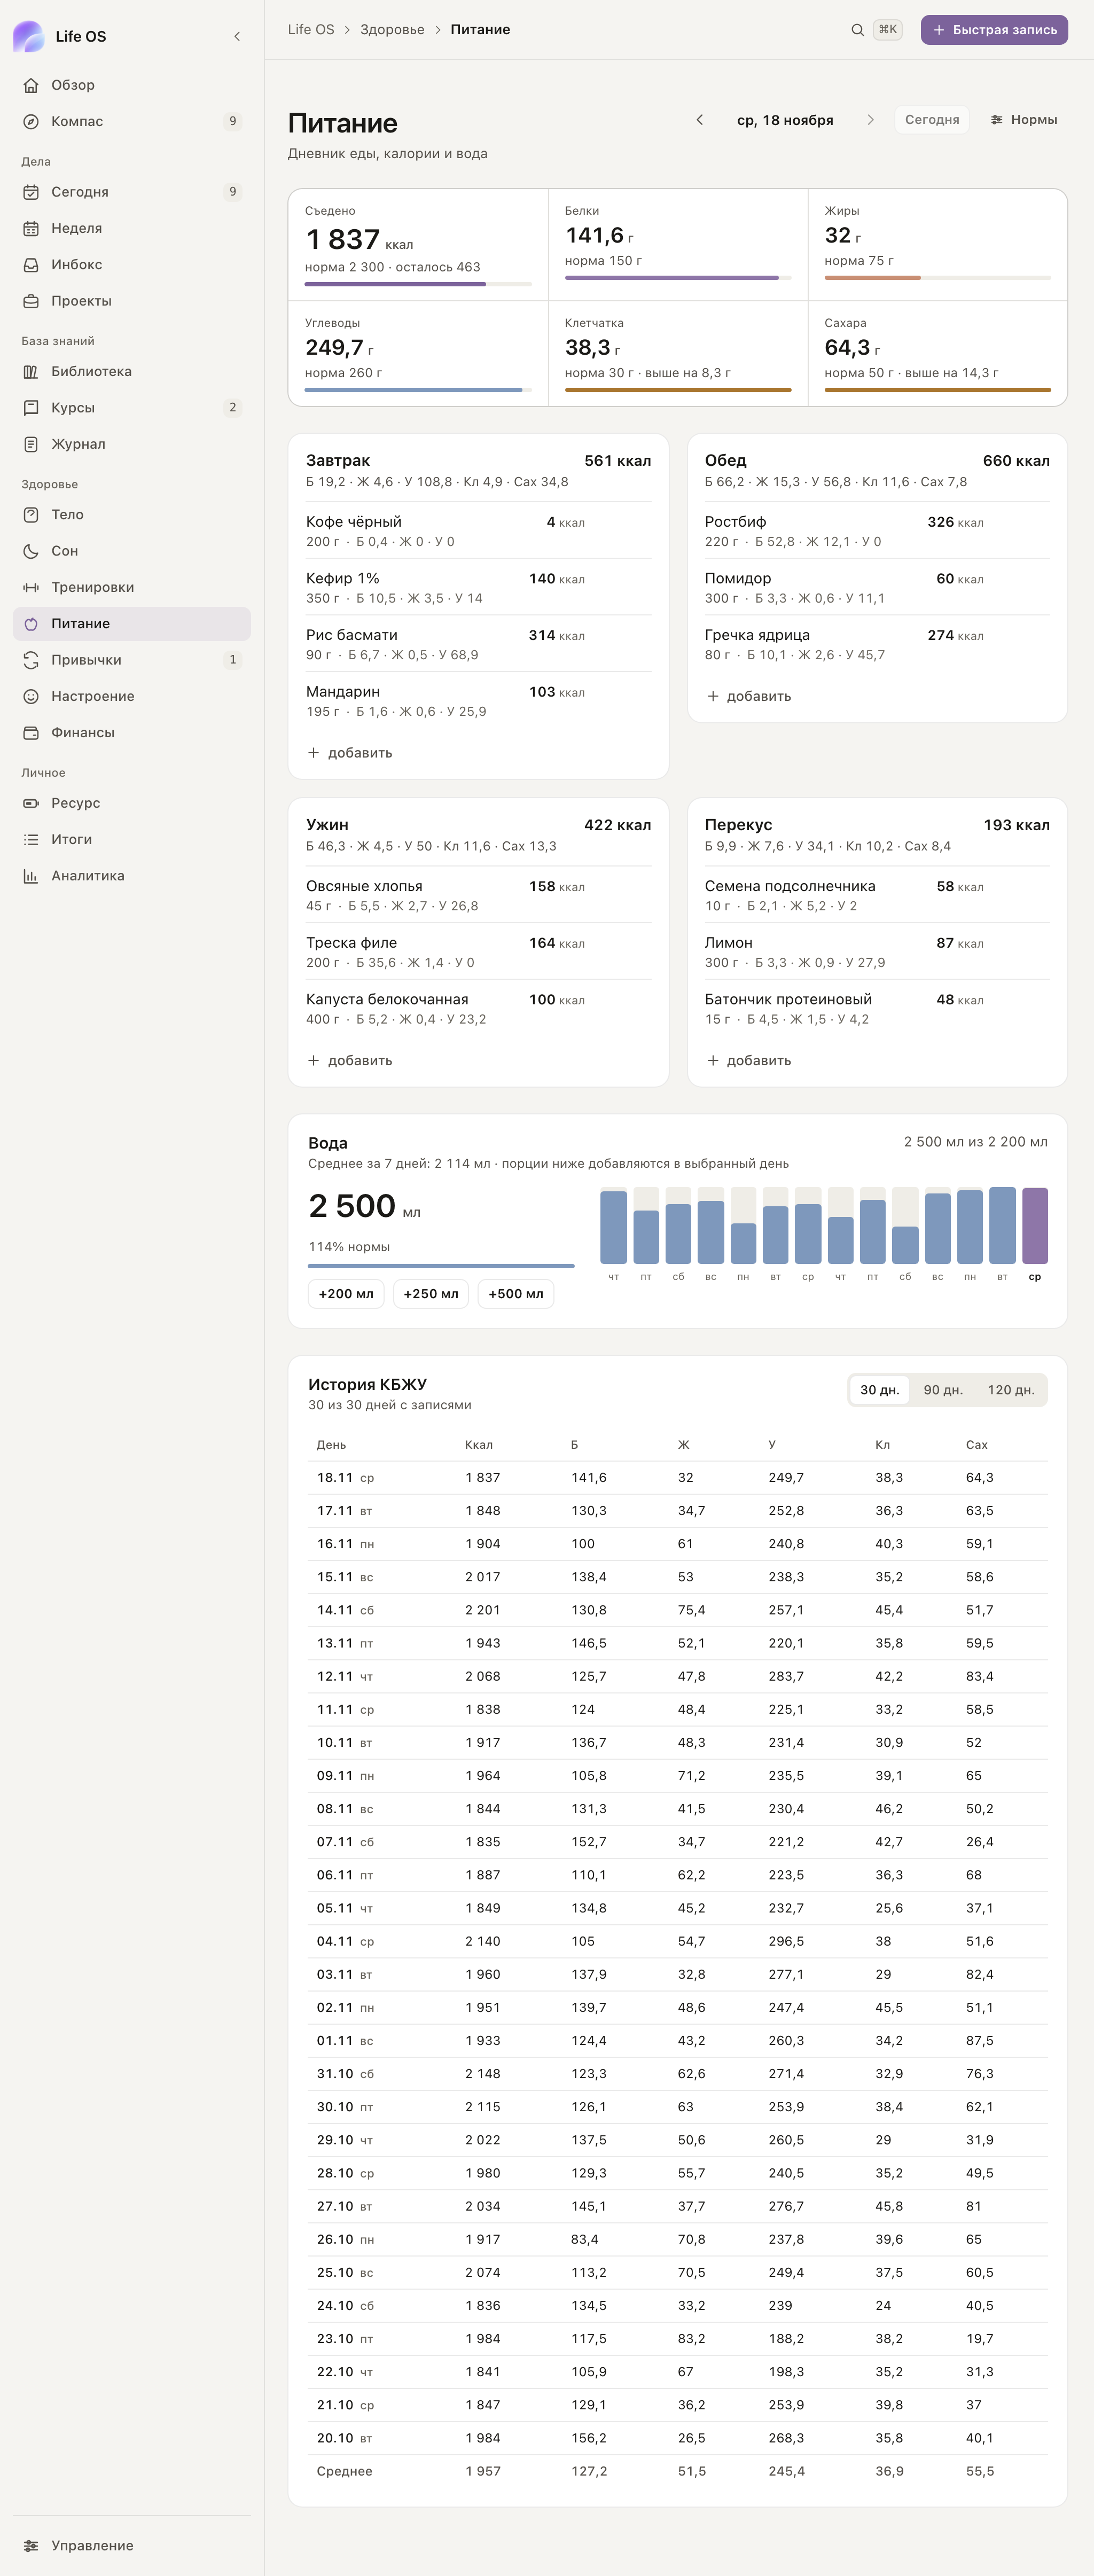 Life OS
Обзор
Компас 9
Дела
Сегодня 9
Неделя
Инбокс
Проекты
База знаний
Библиотека
Курсы 2
Журнал
Здоровье
Тело
Сон
Тренировки
Питание
Привычки 1
Настроение
Финансы
Личное
Ресурс
Итоги
Аналитика
Управление
Life OS > Здоровье > Питание
⌘K
+ Быстрая запись
Питание
Дневник еды, калории и вода
ср, 18 ноября
Сегодня
Нормы
Съедено
1 837 ккал
норма 2 300 · осталось 463
Белки
141,6 г
норма 150 г
Жиры
32 г
норма 75 г
Углеводы
249,7 г
норма 260 г
Клетчатка
38,3 г
норма 30 г · выше на 8,3 г
Сахара
64,3 г
норма 50 г · выше на 14,3 г
Завтрак 561 ккал
Б 19,2 · Ж 4,6 · У 108,8 · Кл 4,9 · Сах 34,8
Кофе чёрный 4 ккал
200 г · Б 0,4 · Ж 0 · У 0
Кефир 1% 140 ккал
350 г · Б 10,5 · Ж 3,5 · У 14
Рис басмати 314 ккал
90 г · Б 6,7 · Ж 0,5 · У 68,9
Мандарин 103 ккал
195 г · Б 1,6 · Ж 0,6 · У 25,9
+ добавить
Обед 660 ккал
Б 66,2 · Ж 15,3 · У 56,8 · Кл 11,6 · Сах 7,8
Ростбиф 326 ккал
220 г · Б 52,8 · Ж 12,1 · У 0
Помидор 60 ккал
300 г · Б 3,3 · Ж 0,6 · У 11,1
Гречка ядрица 274 ккал
80 г · Б 10,1 · Ж 2,6 · У 45,7
+ добавить
Ужин 422 ккал
Б 46,3 · Ж 4,5 · У 50 · Кл 11,6 · Сах 13,3
Овсяные хлопья 158 ккал
45 г · Б 5,5 · Ж 2,7 · У 26,8
Треска филе 164 ккал
200 г · Б 35,6 · Ж 1,4 · У 0
Капуста белокочанная 100 ккал
400 г · Б 5,2 · Ж 0,4 · У 23,2
+ добавить
Перекус 193 ккал
Б 9,9 · Ж 7,6 · У 34,1 · Кл 10,2 · Сах 8,4
Семена подсолнечника 58 ккал
10 г · Б 2,1 · Ж 5,2 · У 2
Лимон 87 ккал
300 г · Б 3,3 · Ж 0,9 · У 27,9
Батончик протеиновый 48 ккал
15 г · Б 4,5 · Ж 1,5 · У 4,2
+ добавить
Вода 2 500 мл из 2 200 мл
Среднее за 7 дней: 2 114 мл · порции ниже добавляются в выбранный день
2 500 мл
114% нормы
+200 мл +250 мл +500 мл
чт пт сб вс пн вт ср чт пт сб вс пн вт ср
История КБЖУ
30 из 30 дней с записями
30 дн. 90 дн. 120 дн.
День Ккал Б Ж У Кл Сах
18.11 ср 1 837 141,6 32 249,7 38,3 64,3
17.11 вт 1 848 130,3 34,7 252,8 36,3 63,5
16.11 пн 1 904 100 61 240,8 40,3 59,1
15.11 вс 2 017 138,4 53 238,3 35,2 58,6
14.11 сб 2 201 130,8 75,4 257,1 45,4 51,7
13.11 пт 1 943 146,5 52,1 220,1 35,8 59,5
12.11 чт 2 068 125,7 47,8 283,7 42,2 83,4
11.11 ср 1 838 124 48,4 225,1 33,2 58,5
10.11 вт 1 917 136,7 48,3 231,4 30,9 52
09.11 пн 1 964 105,8 71,2 235,5 39,1 65
08.11 вс 1 844 131,3 41,5 230,4 46,2 50,2
07.11 сб 1 835 152,7 34,7 221,2 42,7 26,4
06.11 пт 1 887 110,1 62,2 223,5 36,3 68
05.11 чт 1 849 134,8 45,2 232,7 25,6 37,1
04.11 ср 2 140 105 54,7 296,5 38 51,6
03.11 вт 1 960 137,9 32,8 277,1 29 82,4
02.11 пн 1 951 139,7 48,6 247,4 45,5 51,1
01.11 вс 1 933 124,4 43,2 260,3 34,2 87,5
31.10 сб 2 148 123,3 62,6 271,4 32,9 76,3
30.10 пт 2 115 126,1 63 253,9 38,4 62,1
29.10 чт 2 022 137,5 50,6 260,5 29 31,9
28.10 ср 1 980 129,3 55,7 240,5 35,2 49,5
27.10 вт 2 034 145,1 37,7 276,7 45,8 81
26.10 пн 1 917 83,4 70,8 237,8 39,6 65
25.10 вс 2 074 113,2 70,5 249,4 37,5 60,5
24.10 сб 1 836 134,5 33,2 239 24 40,5
23.10 пт 1 984 117,5 83,2 188,2 38,2 19,7
22.10 чт 1 841 105,9 67 198,3 35,2 31,3
21.10 ср 1 847 129,1 36,2 253,9 39,8 37
20.10 вт 1 984 156,2 26,5 268,3 35,8 40,1
Среднее 1 957 127,2 51,5 245,4 36,9 55,5